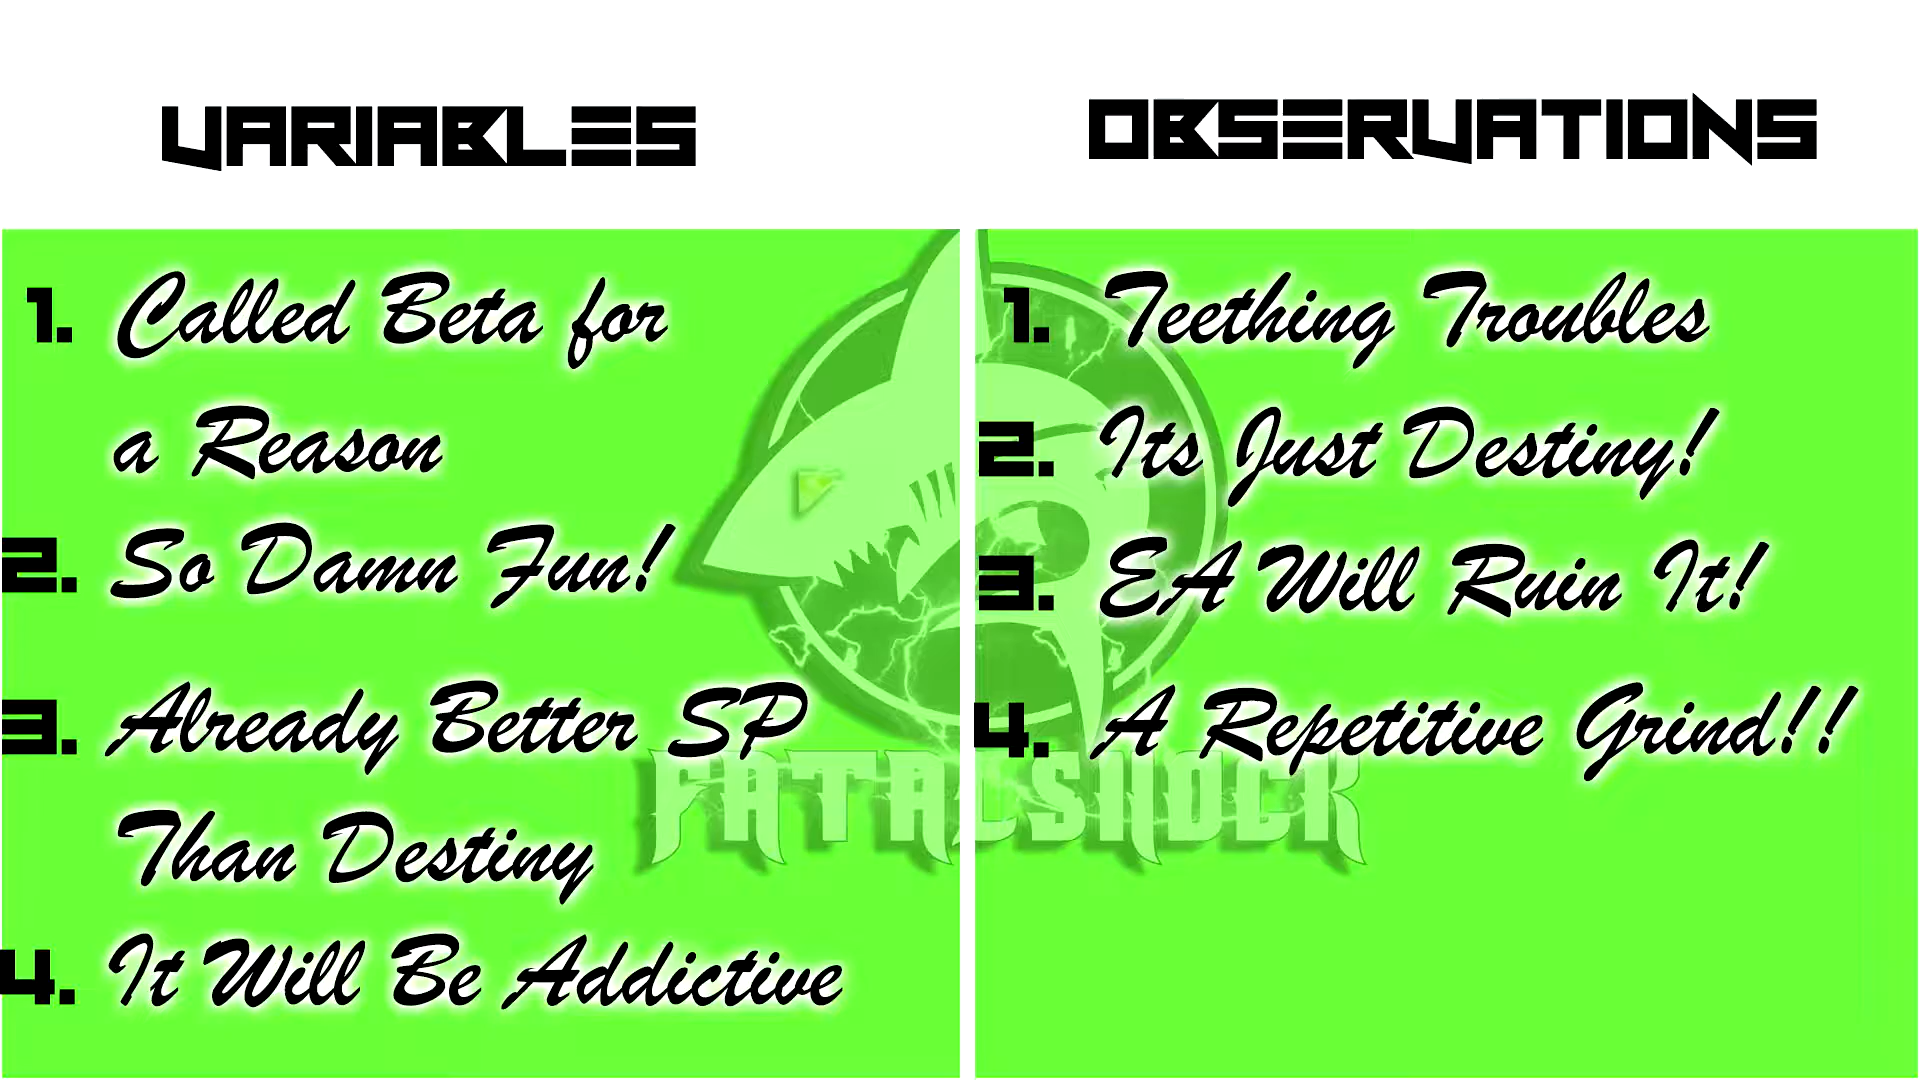 VARIABLES
1. Called Beta for
a Reason
2. So Damn Fun!
3. Already Better SP
Than Destiny
4. It Will Be Addictive
OBSERVATIONS
1. Teething Troubles
2. Its Just Destiny!
3. EA Will Ruin It!
4. A Repetitive Grind!!
FATALSHOCK